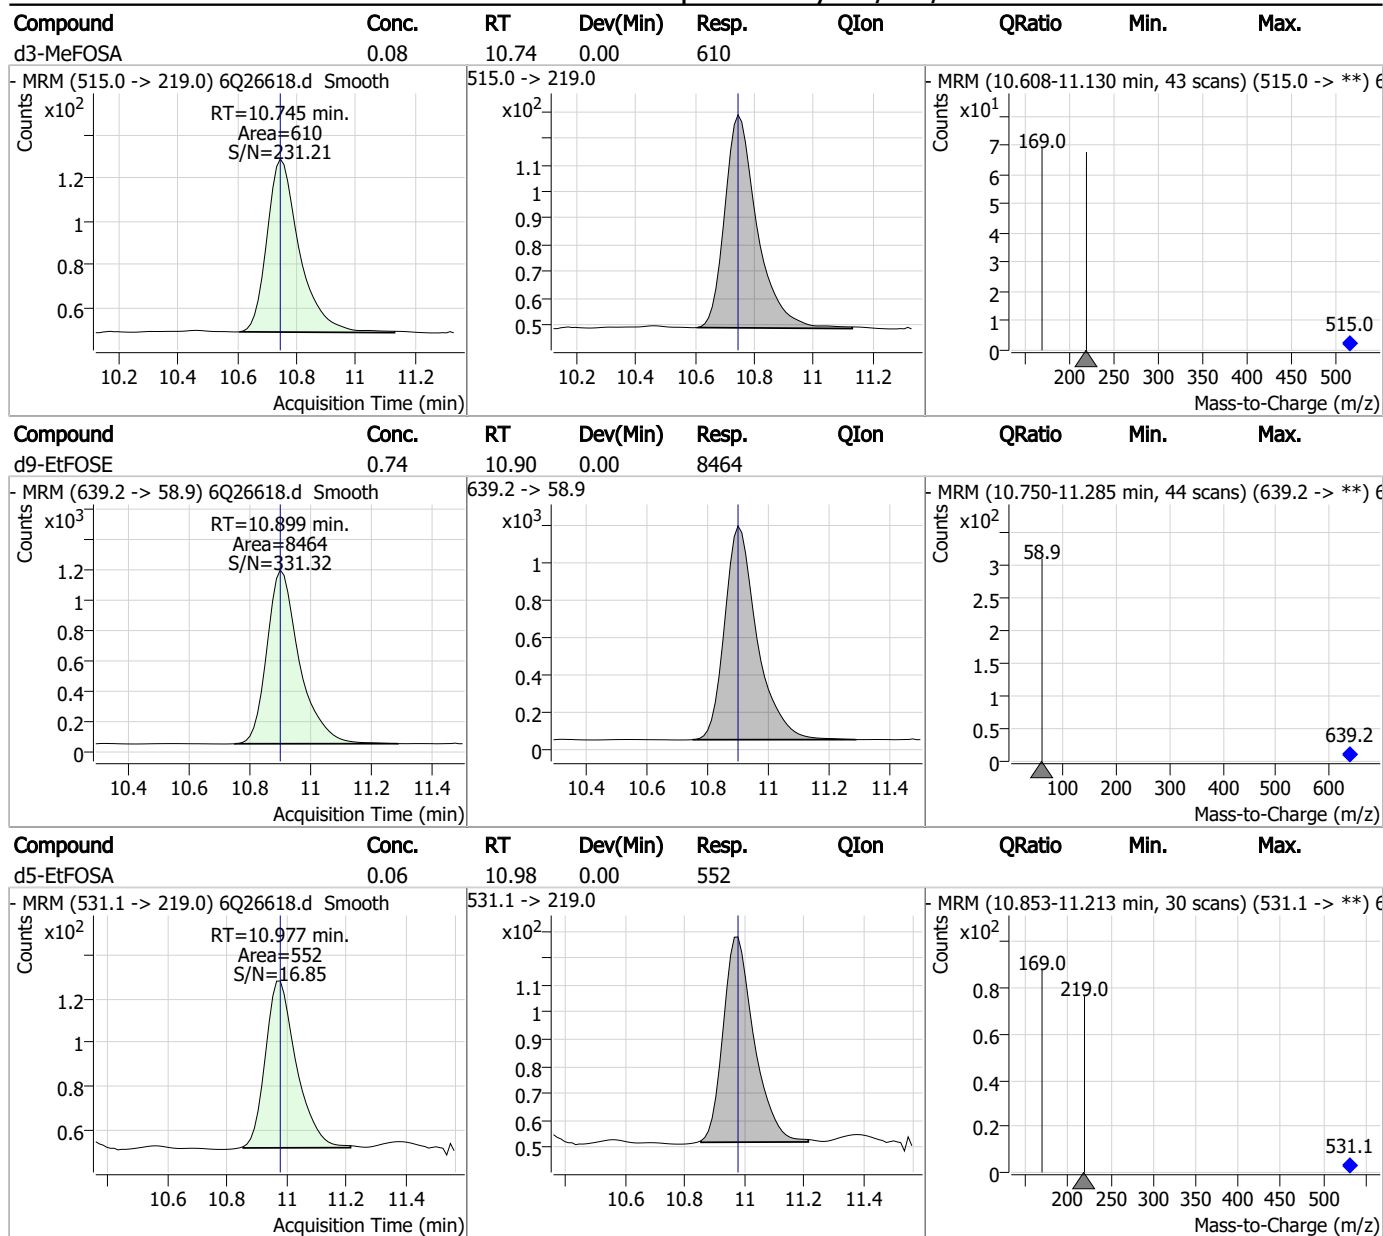 Compound Conc. RT Dev(Min) Resp. QIon QRatio Min. Max.
d3-MeFOSA 0.08 10.74 0.00 610
- MRM (515.0 -> 219.0) 6Q26618.d Smooth
Counts
x10²
RT=10.745 min.
Area=610
S/N=231.21
1.2
1
0.8
0.6
10.2 10.4 10.6 10.8 11 11.2
Acquisition Time (min)
515.0 -> 219.0
x10²
1.1
1
0.9
0.8
0.7
0.6
0.5
10.2 10.4 10.6 10.8 11 11.2
- MRM (10.608-11.130 min, 43 scans) (515.0 -> **) 6
Counts
x10¹
169.0
7
6
5
4
3
2
1
0
515.0
200 250 300 350 400 450 500
Mass-to-Charge (m/z)
Compound Conc. RT Dev(Min) Resp. QIon QRatio Min. Max.
d9-EtFOSE 0.74 10.90 0.00 8464
- MRM (639.2 -> 58.9) 6Q26618.d Smooth
Counts
x10³
RT=10.899 min.
Area=8464
S/N=331.32
1.2
1
0.8
0.6
0.4
0.2
0
10.4 10.6 10.8 11 11.2 11.4
Acquisition Time (min)
639.2 -> 58.9
x10³
1
0.8
0.6
0.4
0.2
0
10.4 10.6 10.8 11 11.2 11.4
- MRM (10.750-11.285 min, 44 scans) (639.2 -> **) 6
Counts
x10²
58.9
3
2.5
2
1.5
1
0.5
0
639.2
100 200 300 400 500 600
Mass-to-Charge (m/z)
Compound Conc. RT Dev(Min) Resp. QIon QRatio Min. Max.
d5-EtFOSA 0.06 10.98 0.00 552
- MRM (531.1 -> 219.0) 6Q26618.d Smooth
Counts
x10²
RT=10.977 min.
Area=552
S/N=16.85
1.2
1
0.8
0.6
10.6 10.8 11 11.2 11.4
Acquisition Time (min)
531.1 -> 219.0
x10²
1.1
1
0.9
0.8
0.7
0.6
0.5
10.6 10.8 11 11.2 11.4
- MRM (10.853-11.213 min, 30 scans) (531.1 -> **) 6
Counts
x10²
169.0
219.0
0.8
0.6
0.4
0.2
0
531.1
200 250 300 350 400 450 500
Mass-to-Charge (m/z)